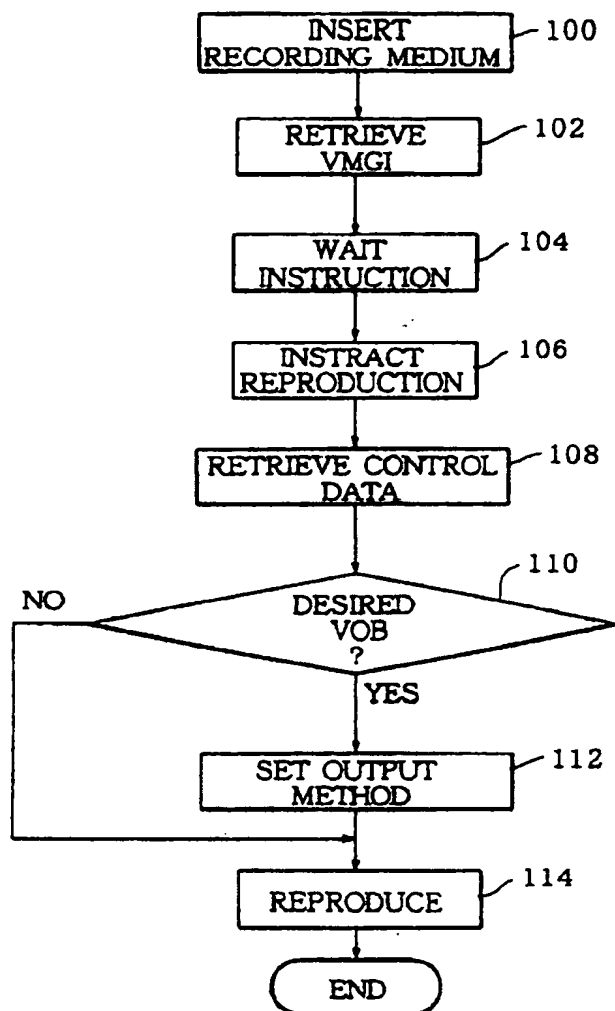 INSERT
RECORDING MEDIUM
100
RETRIEVE
VMGI
102
WAIT
INSTRUCTION
104
INSTRACT
REPRODUCTION
106
RETRIEVE CONTROL
DATA
108
110
NO
DESIRED
VOB
?
YES
SET OUTPUT
METHOD
112
REPRODUCE
114
END